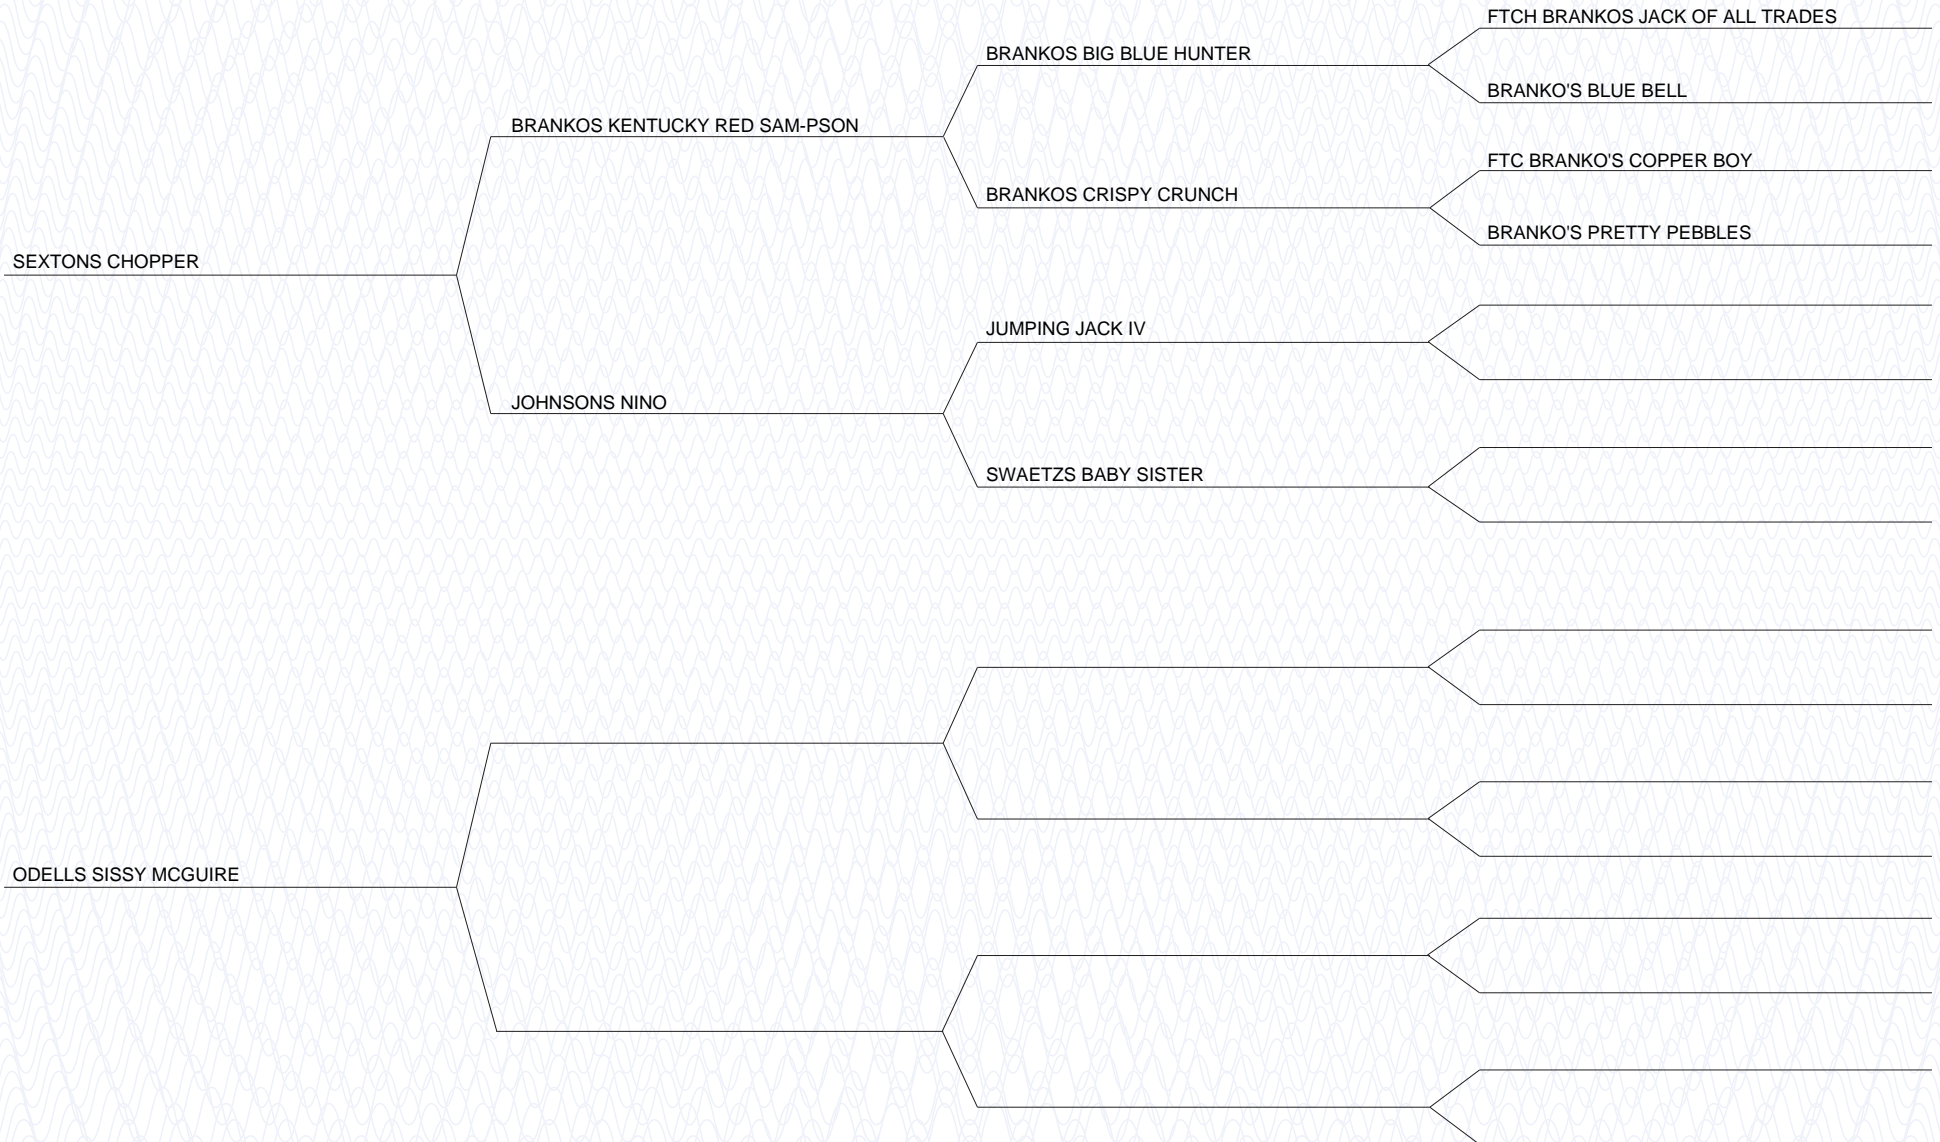 FTCH BRANKOS JACK OF ALL TRADES
BRANKOS BIG BLUE HUNTER
BRANKO'S BLUE BELL
BRANKOS KENTUCKY RED SAM-PSON
FTC BRANKO'S COPPER BOY
BRANKOS CRISPY CRUNCH
BRANKO'S PRETTY PEBBLES
SEXTONS CHOPPER
JUMPING JACK IV
JOHNSONS NINO
SWAETZS BABY SISTER
ODELLS SISSY MCGUIRE